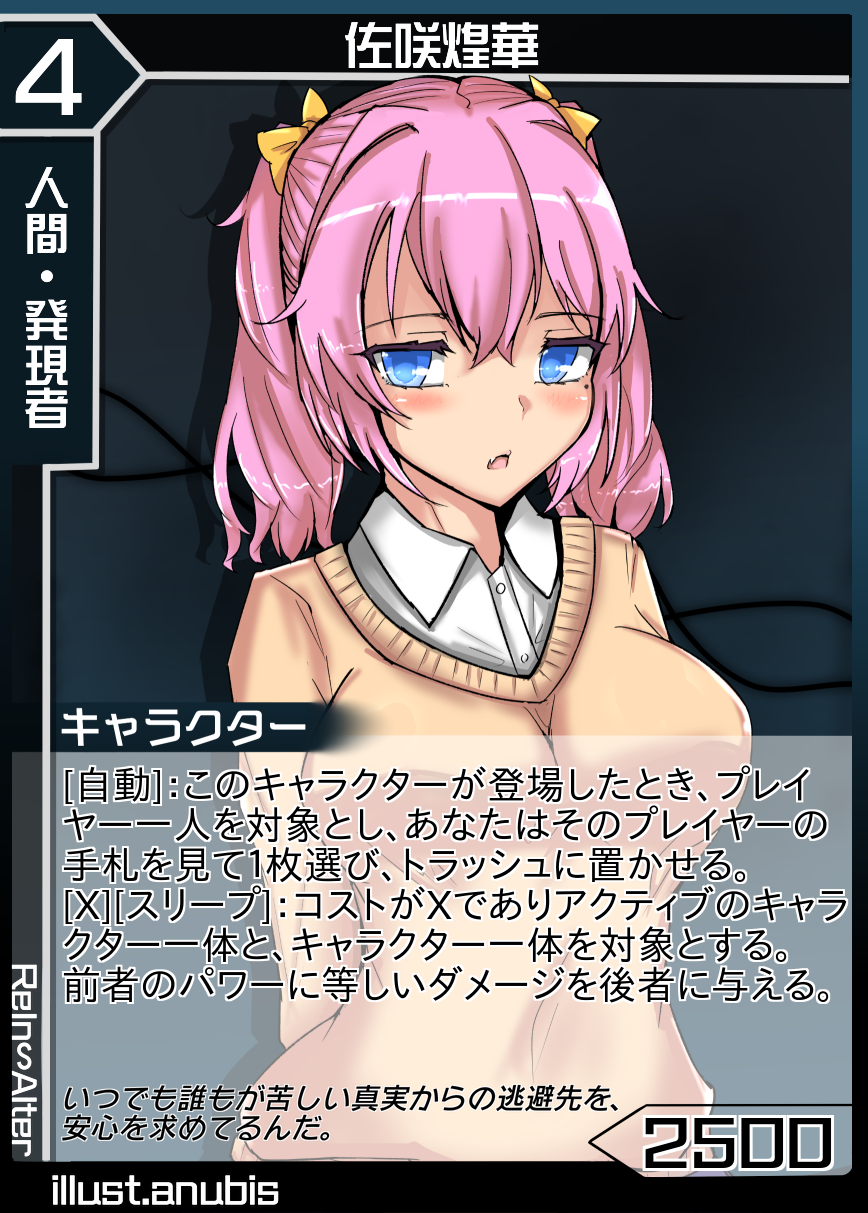 佐咲煌華
4
人間・発現者
キャラクター
[自動]：このキャラクターが登場したとき、プレイ
ヤー一人を対象とし、あなたはそのプレイヤーの
手札を見て1枚選び、トラッシュに置かせる。
[X][スリープ]：コストがXでありアクティブのキャラ
クター一体と、キャラクター一体を対象とする。
前者のパワーに等しいダメージを後者に与える。
いつでも誰もが苦しい真実からの逃避先を、
安心を求めてるんだ。
2500
ReIn∽Alter
illust.anubis